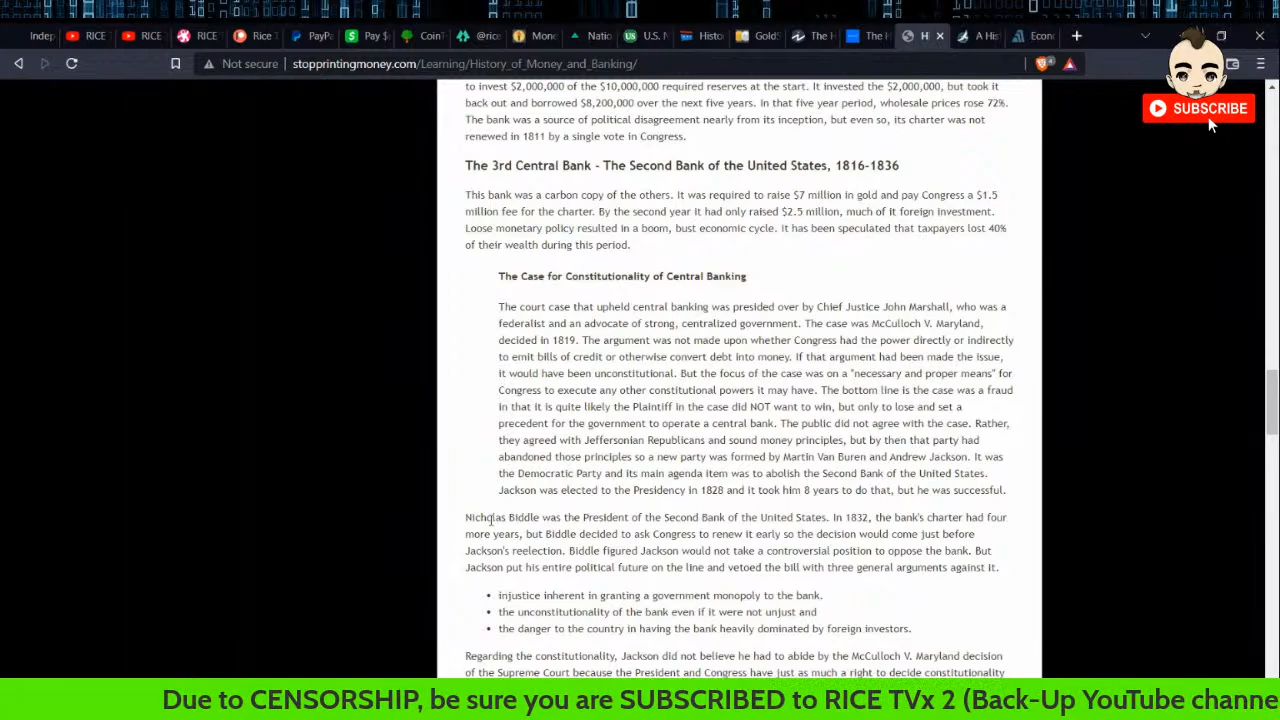 Indep
RICE
RICE
RICE
Rice T
PayPa
Pay $
CoinT
@rice
Mone
Natio
U.S. N
Histo
GoldS
The H
The H
H
A His
Econ
Not secure
stopprintingmoney.com/Learning/History_of_Money_and_Banking/
SUBSCRIBE
to invest $2,000,000 of the $10,000,000 required reserves at the start. It invested the $2,000,000, but took it
back out and borrowed $8,200,000 over the next five years. In that five year period, wholesale prices rose 72%.
The bank was a source of political disagreement nearly from its inception, but even so, its charter was not
renewed in 1811 by a single vote in Congress.
The 3rd Central Bank - The Second Bank of the United States, 1816-1836
This bank was a carbon copy of the others. It was required to raise $7 million in gold and pay Congress a $1.5
million fee for the charter. By the second year it had only raised $2.5 million, much of it foreign investment.
Loose monetary policy resulted in a boom, bust economic cycle. It has been speculated that taxpayers lost 40%
of their wealth during this period.
The Case for Constitutionality of Central Banking
The court case that upheld central banking was presided over by Chief Justice John Marshall, who was a
federalist and an advocate of strong, centralized government. The case was McCulloch V. Maryland,
decided in 1819. The argument was not made upon whether Congress had the power directly or indirectly
to emit bills of credit or otherwise convert debt into money. If that argument had been made the issue,
it would have been unconstitutional. But the focus of the case was on a "necessary and proper means" for
Congress to execute any other constitutional powers it may have. The bottom line is the case was a fraud
in that it is quite likely the Plaintiff in the case did NOT want to win, but only to lose and set a
precedent for the government to operate a central bank. The public did not agree with the case. Rather,
they agreed with Jeffersonian Republicans and sound money principles, but by then that party had
abandoned those principles so a new party was formed by Martin Van Buren and Andrew Jackson. It was
the Democratic Party and its main agenda item was to abolish the Second Bank of the United States.
Jackson was elected to the Presidency in 1828 and it took him 8 years to do that, but he was successful.
Nicholas Biddle was the President of the Second Bank of the United States. In 1832, the bank's charter had four
more years, but Biddle decided to ask Congress to renew it early so the decision would come just before
Jackson's reelection. Biddle figured Jackson would not take a controversial position to oppose the bank. But
Jackson put his entire political future on the line and vetoed the bill with three general arguments against it.
• injustice inherent in granting a government monopoly to the bank.
• the unconstitutionality of the bank even if it were not unjust and
• the danger to the country in having the bank heavily dominated by foreign investors.
Regarding the constitutionality, Jackson did not believe he had to abide by the McCulloch V. Maryland decision
of the Supreme Court because the President and Congress have just as much a right to decide constitutionality
Due to CENSORSHIP, be sure you are SUBSCRIBED to RICE TVx 2 (Back-Up YouTube channe